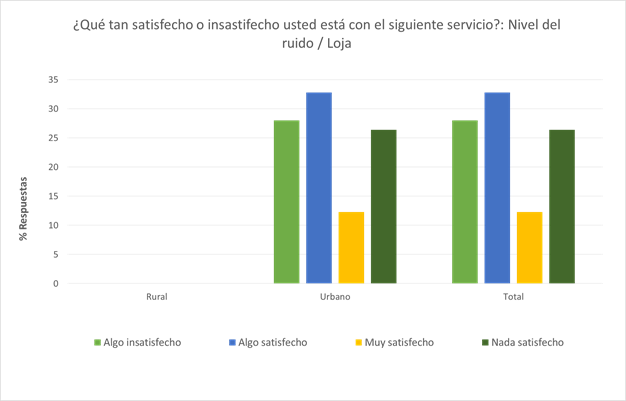 ¿Qué tan satisfecho o insastifecho usted está con el siguiente servicio?: Nivel del
ruido / Loja
% Respuestas
35
30
25
20
15
10
5
0
Rural Urbano Total
Algo insatisfecho Algo satisfecho Muy satisfecho Nada satisfecho